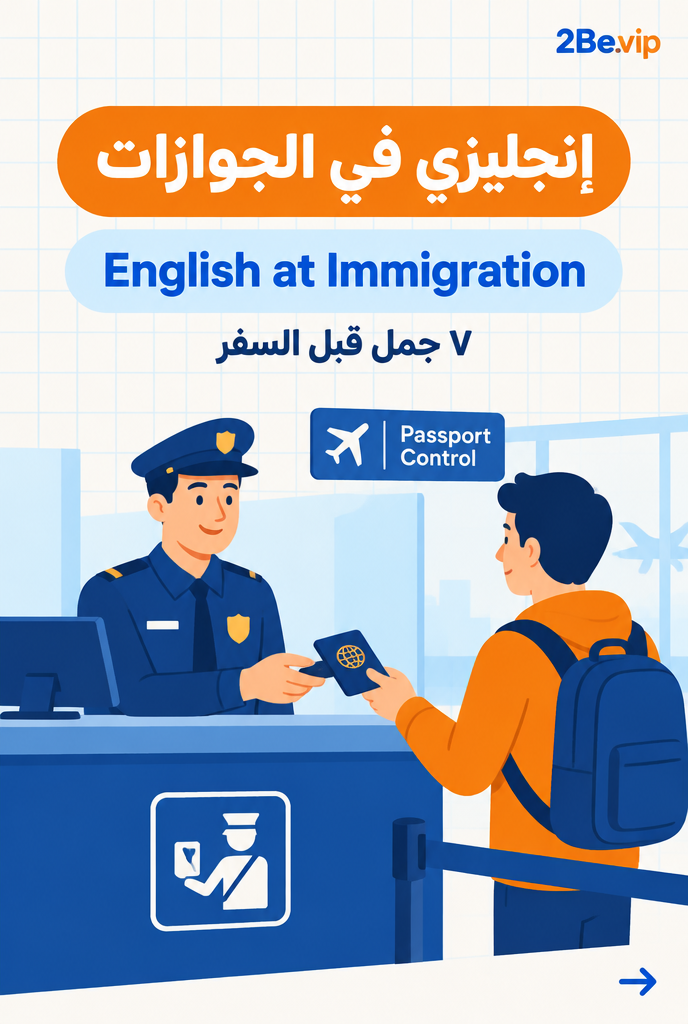 2Be.vip
إنجليزي في الجوازات
English at Immigration
٧ جمل قبل السفر
Passport
Control